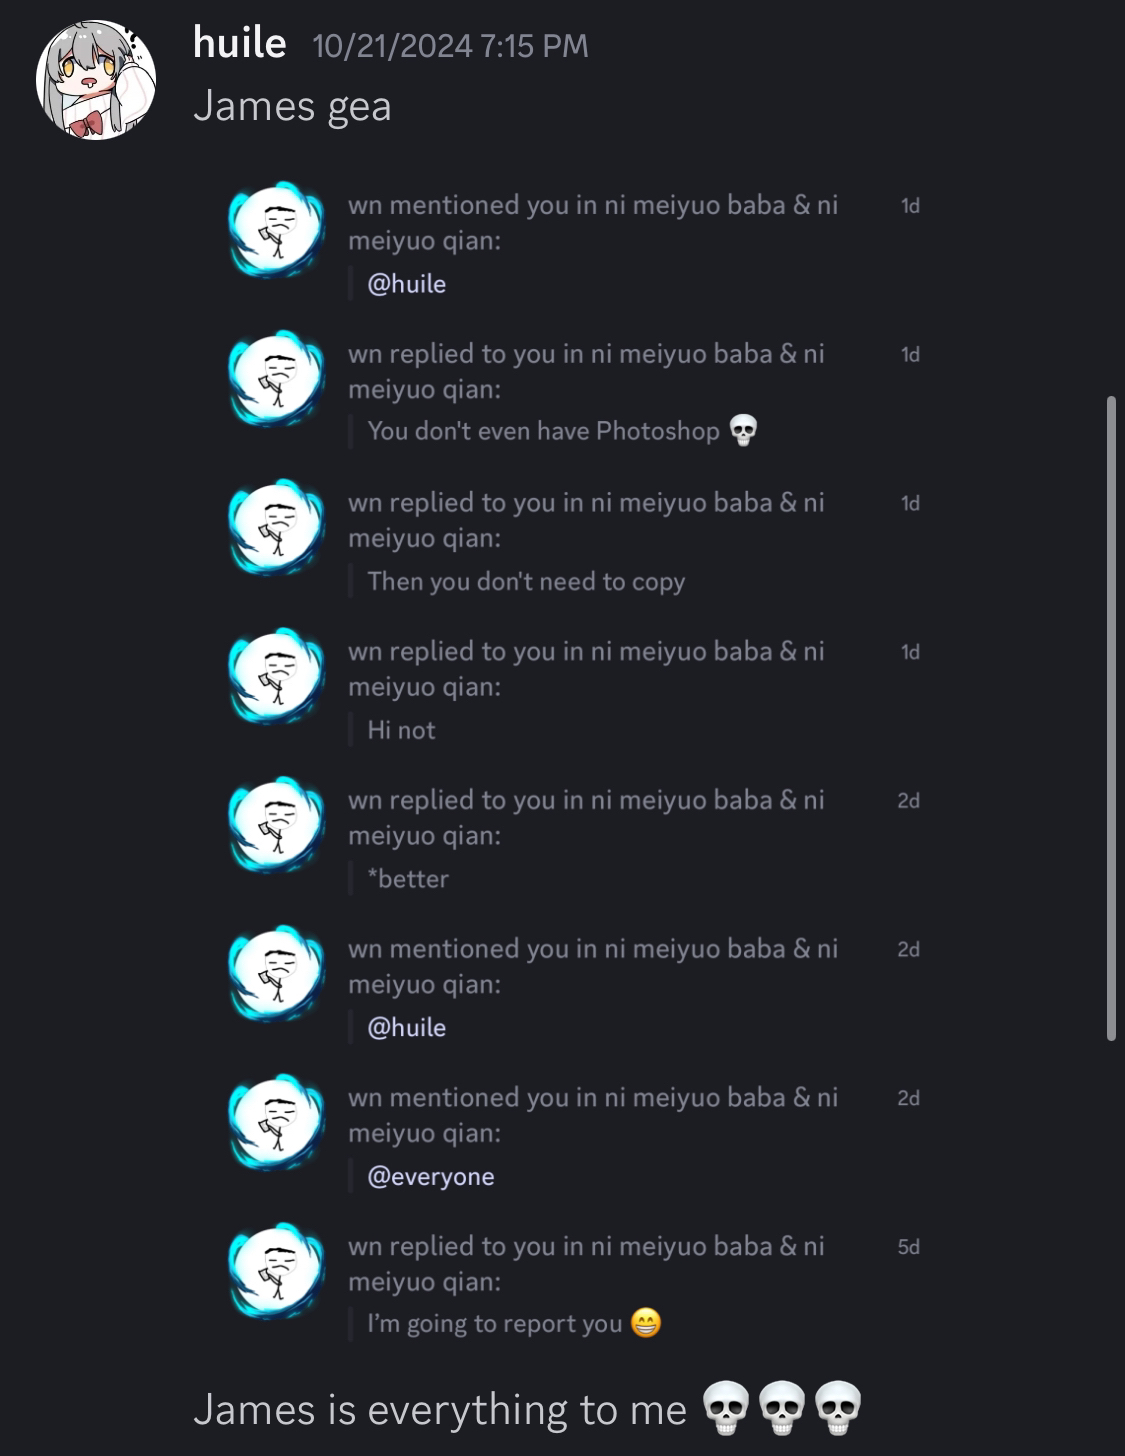 huile 10/21/2024 7:15 PM
James gea
wn mentioned you in ni meiyuo baba & ni 1d
meiyuo qian:
@huile
wn replied to you in ni meiyuo baba & ni 1d
meiyuo qian:
You don't even have Photoshop 💀
wn replied to you in ni meiyuo baba & ni 1d
meiyuo qian:
Then you don't need to copy
wn replied to you in ni meiyuo baba & ni 1d
meiyuo qian:
Hi not
wn replied to you in ni meiyuo baba & ni 2d
meiyuo qian:
*better
wn mentioned you in ni meiyuo baba & ni 2d
meiyuo qian:
@huile
wn mentioned you in ni meiyuo baba & ni 2d
meiyuo qian:
@everyone
wn replied to you in ni meiyuo baba & ni 5d
meiyuo qian:
I'm going to report you 😁
James is everything to me 💀💀💀